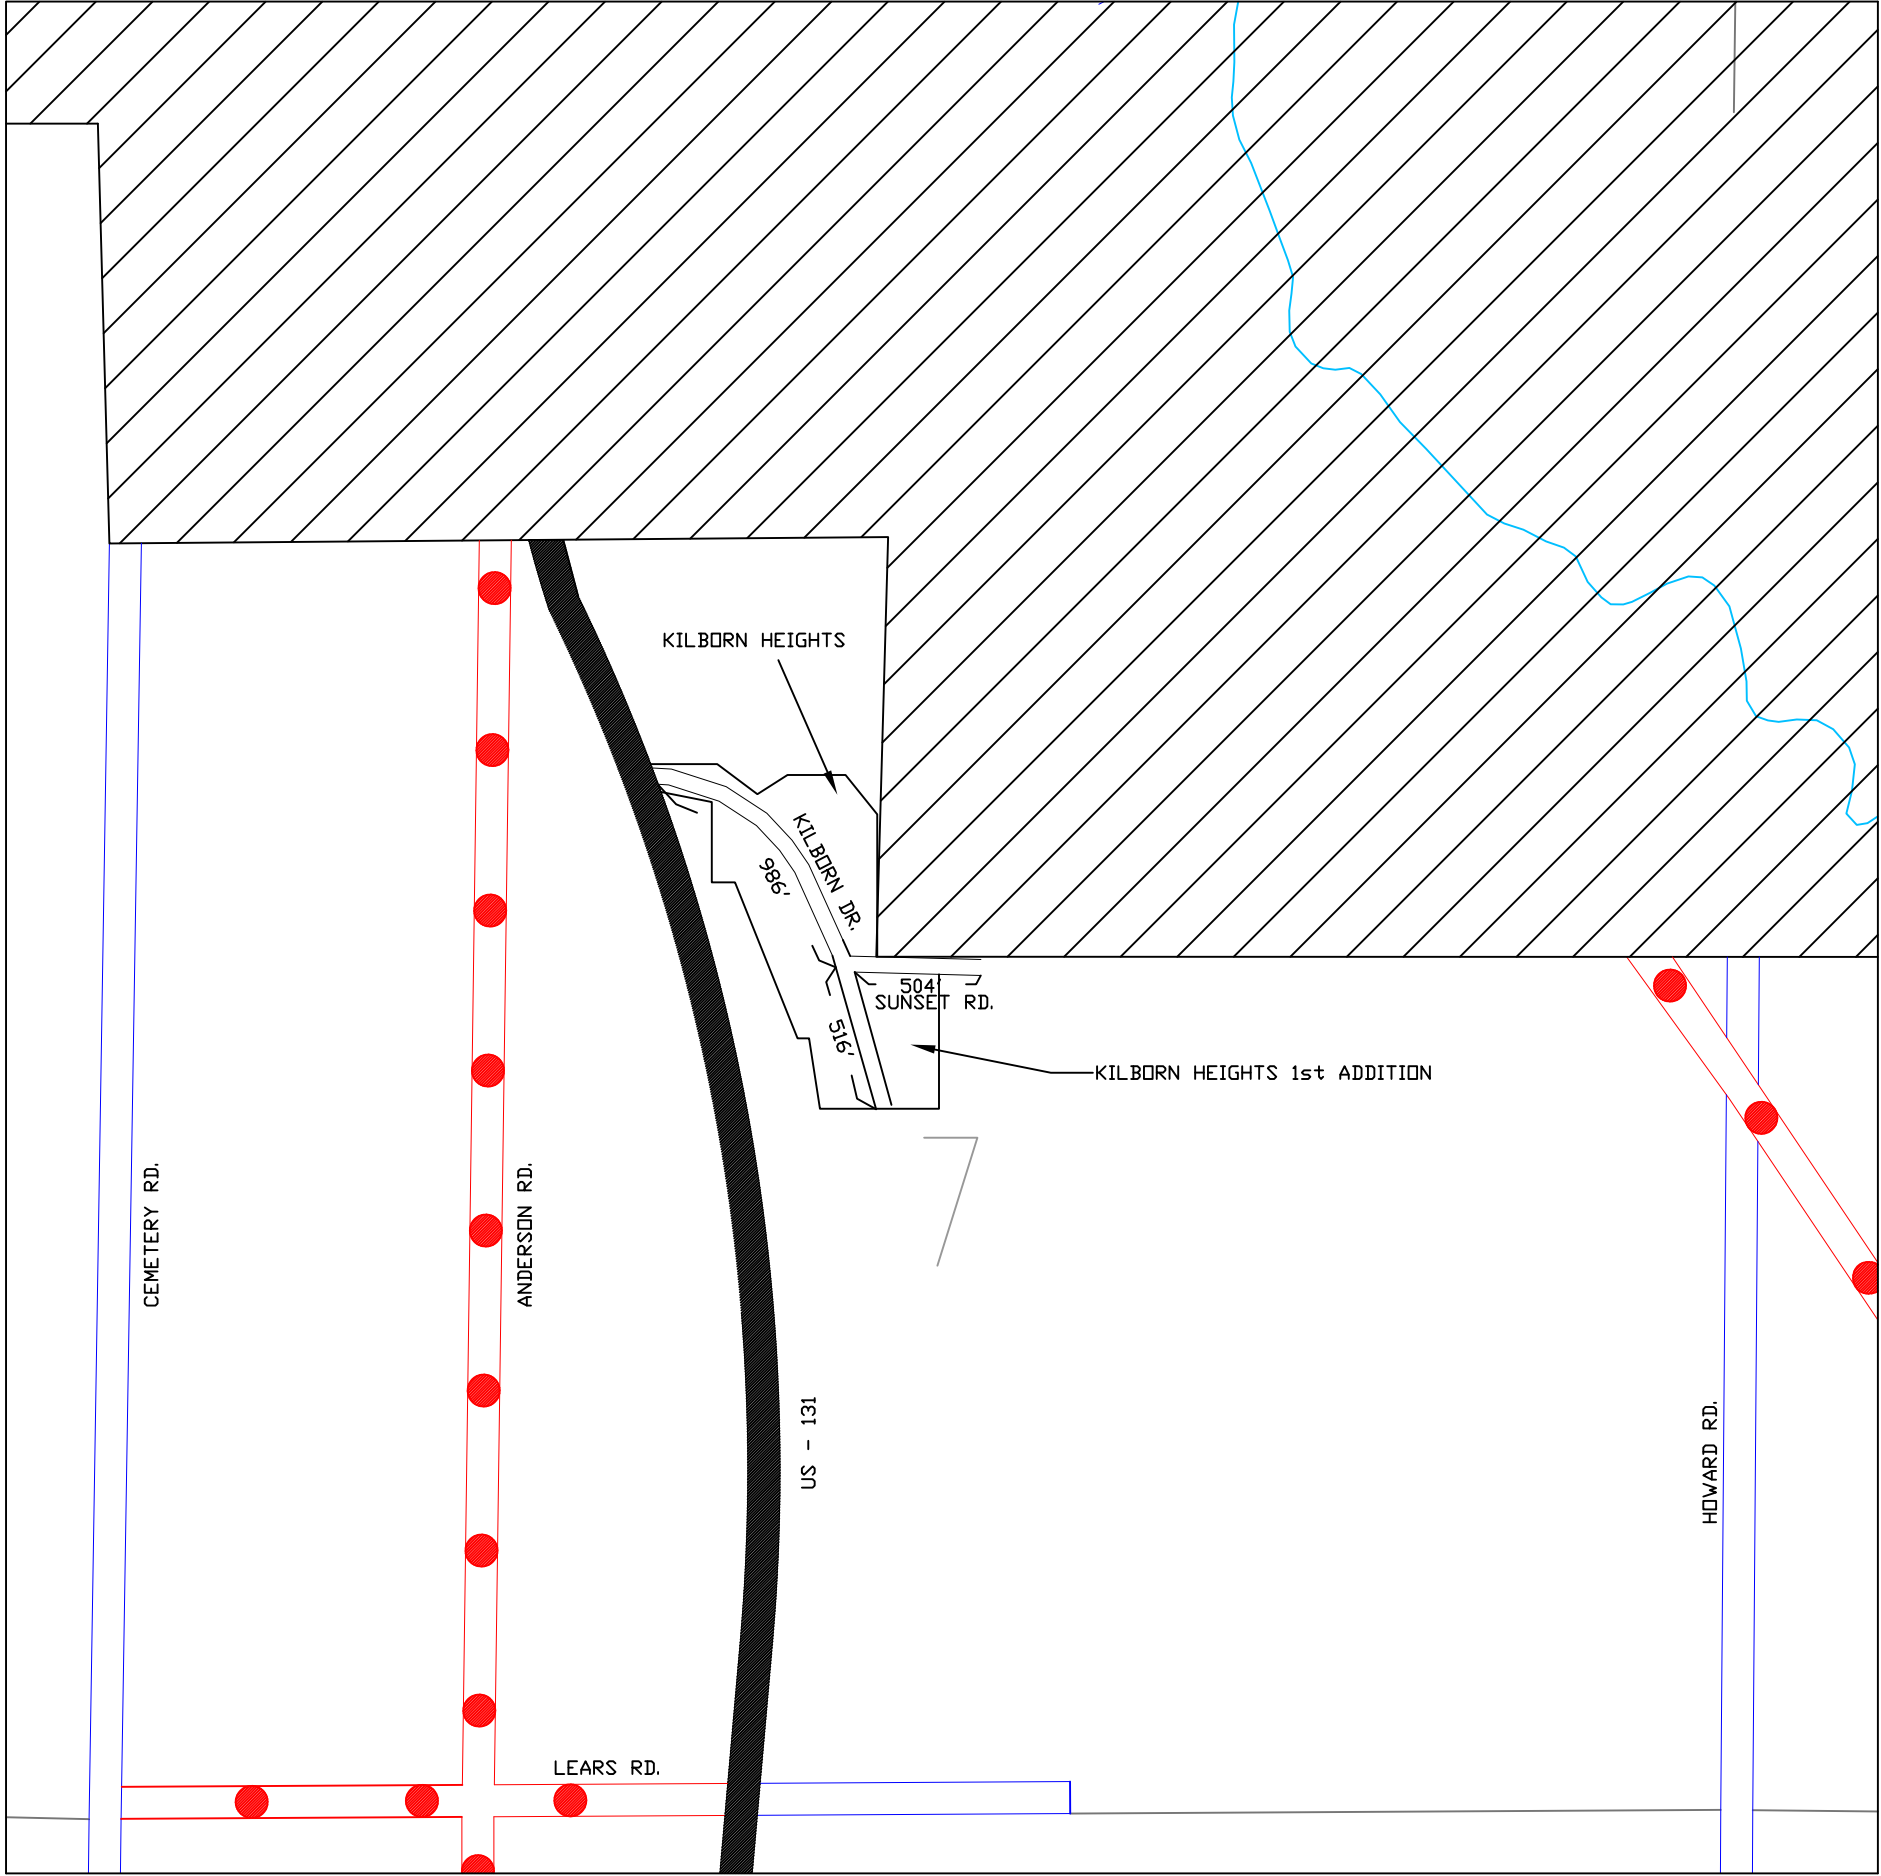 KILBORN HEIGHTS
KILBORN DR.
986'
504'
SUNSET RD.
516'
KILBORN HEIGHTS 1st ADDITION
CEMETERY RD.
ANDERSON RD.
US - 131
HOWARD RD.
LEARS RD.
7